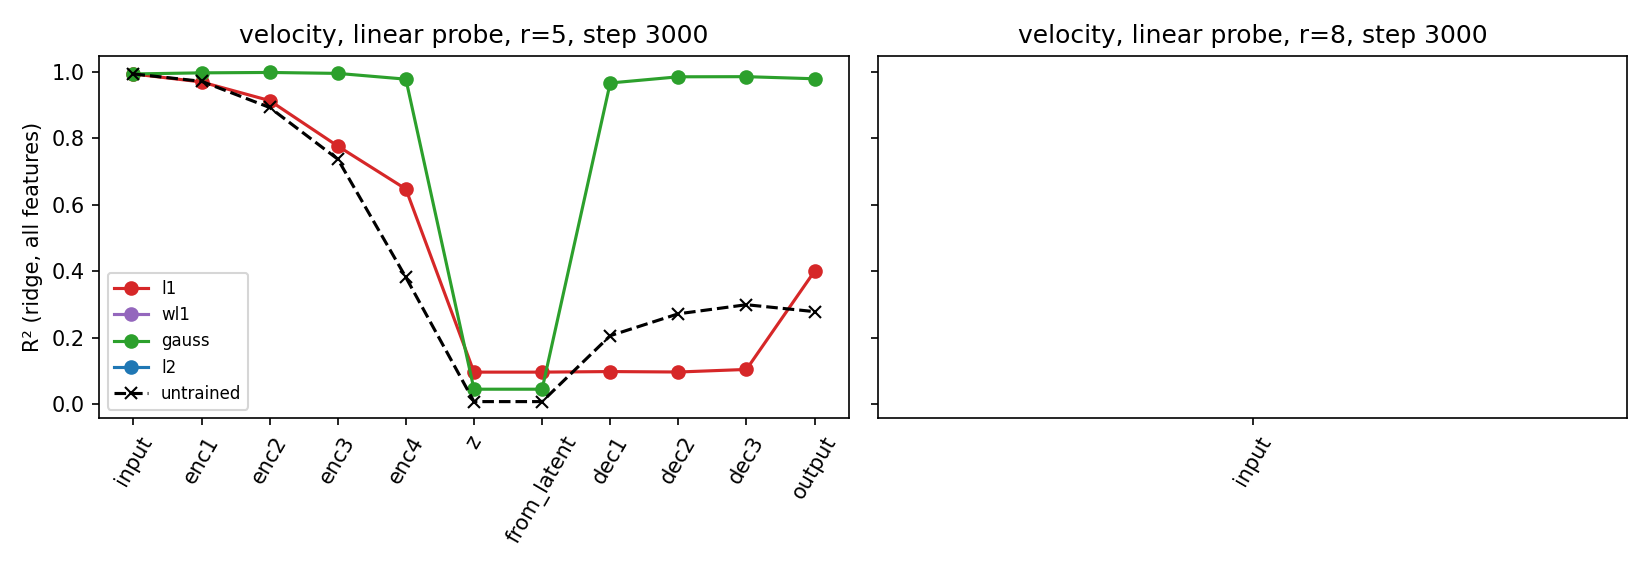 velocity, linear probe, r=5, step 3000
velocity, linear probe, r=8, step 3000
R² (ridge, all features)
1.0
0.8
0.6
0.4
0.2
0.0
l1
wl1
gauss
l2
untrained
input
enc1
enc2
enc3
enc4
z
from_latent
dec1
dec2
dec3
output
input